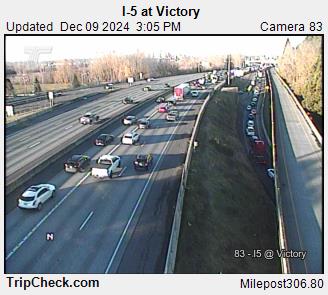 I-5 at Victory
Updated Dec 09 2024 3:05 PM Camera 83
N
83 - I5 @ Victory
TripCheck.com Milepost306.80